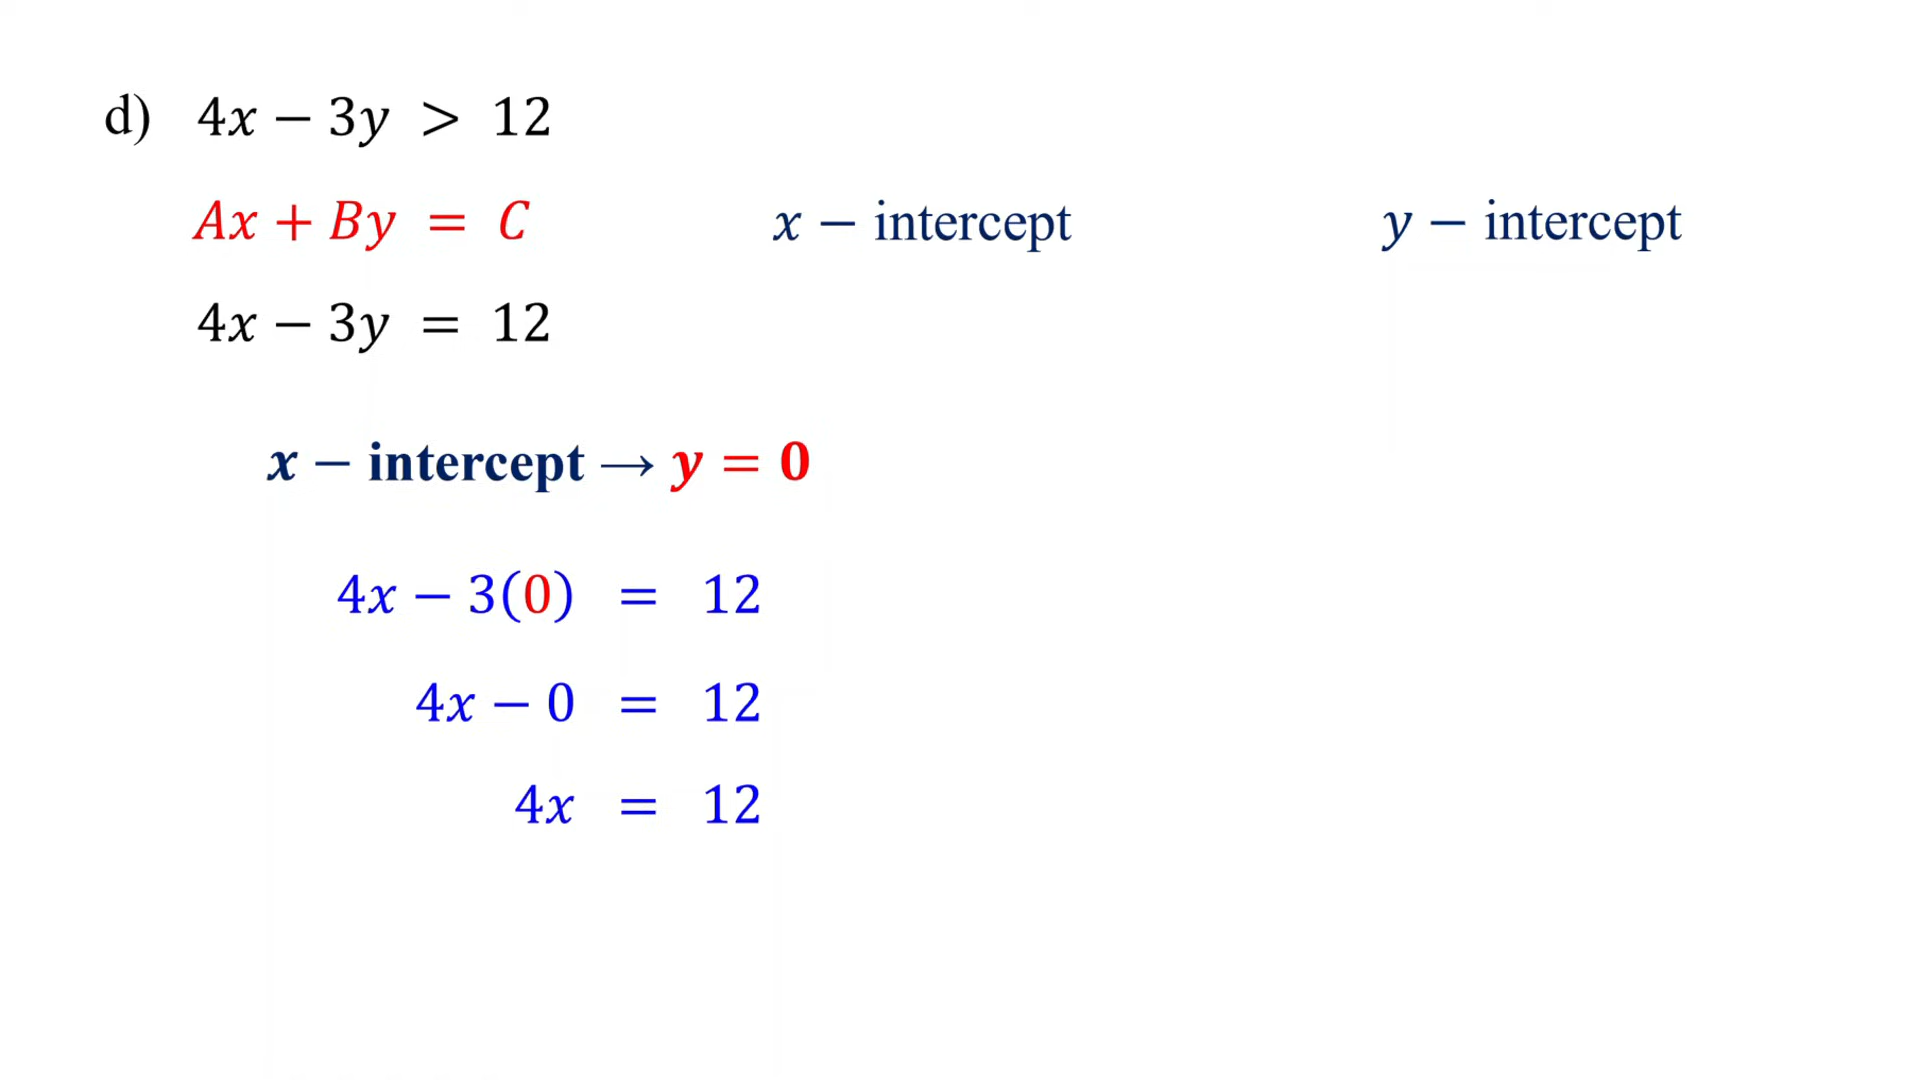 d) 4x − 3y > 12
Ax + By = C
x − intercept
y − intercept
4x − 3y = 12
x − intercept → y = 0
4x − 3(0) = 12
4x − 0 = 12
4x = 12